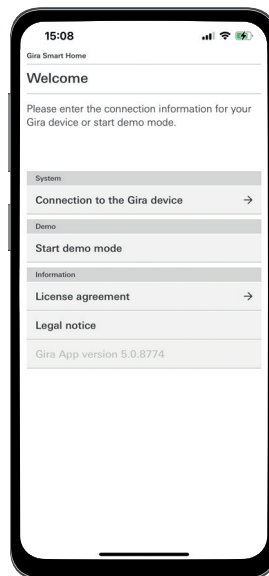 15:08
Gira Smart Home
Welcome
Please enter the connection information for your
Gira device or start demo mode.
System
Connection to the Gira device
Demo
Start demo mode
Information
License agreement
Legal notice
Gira App version 5.0.8774